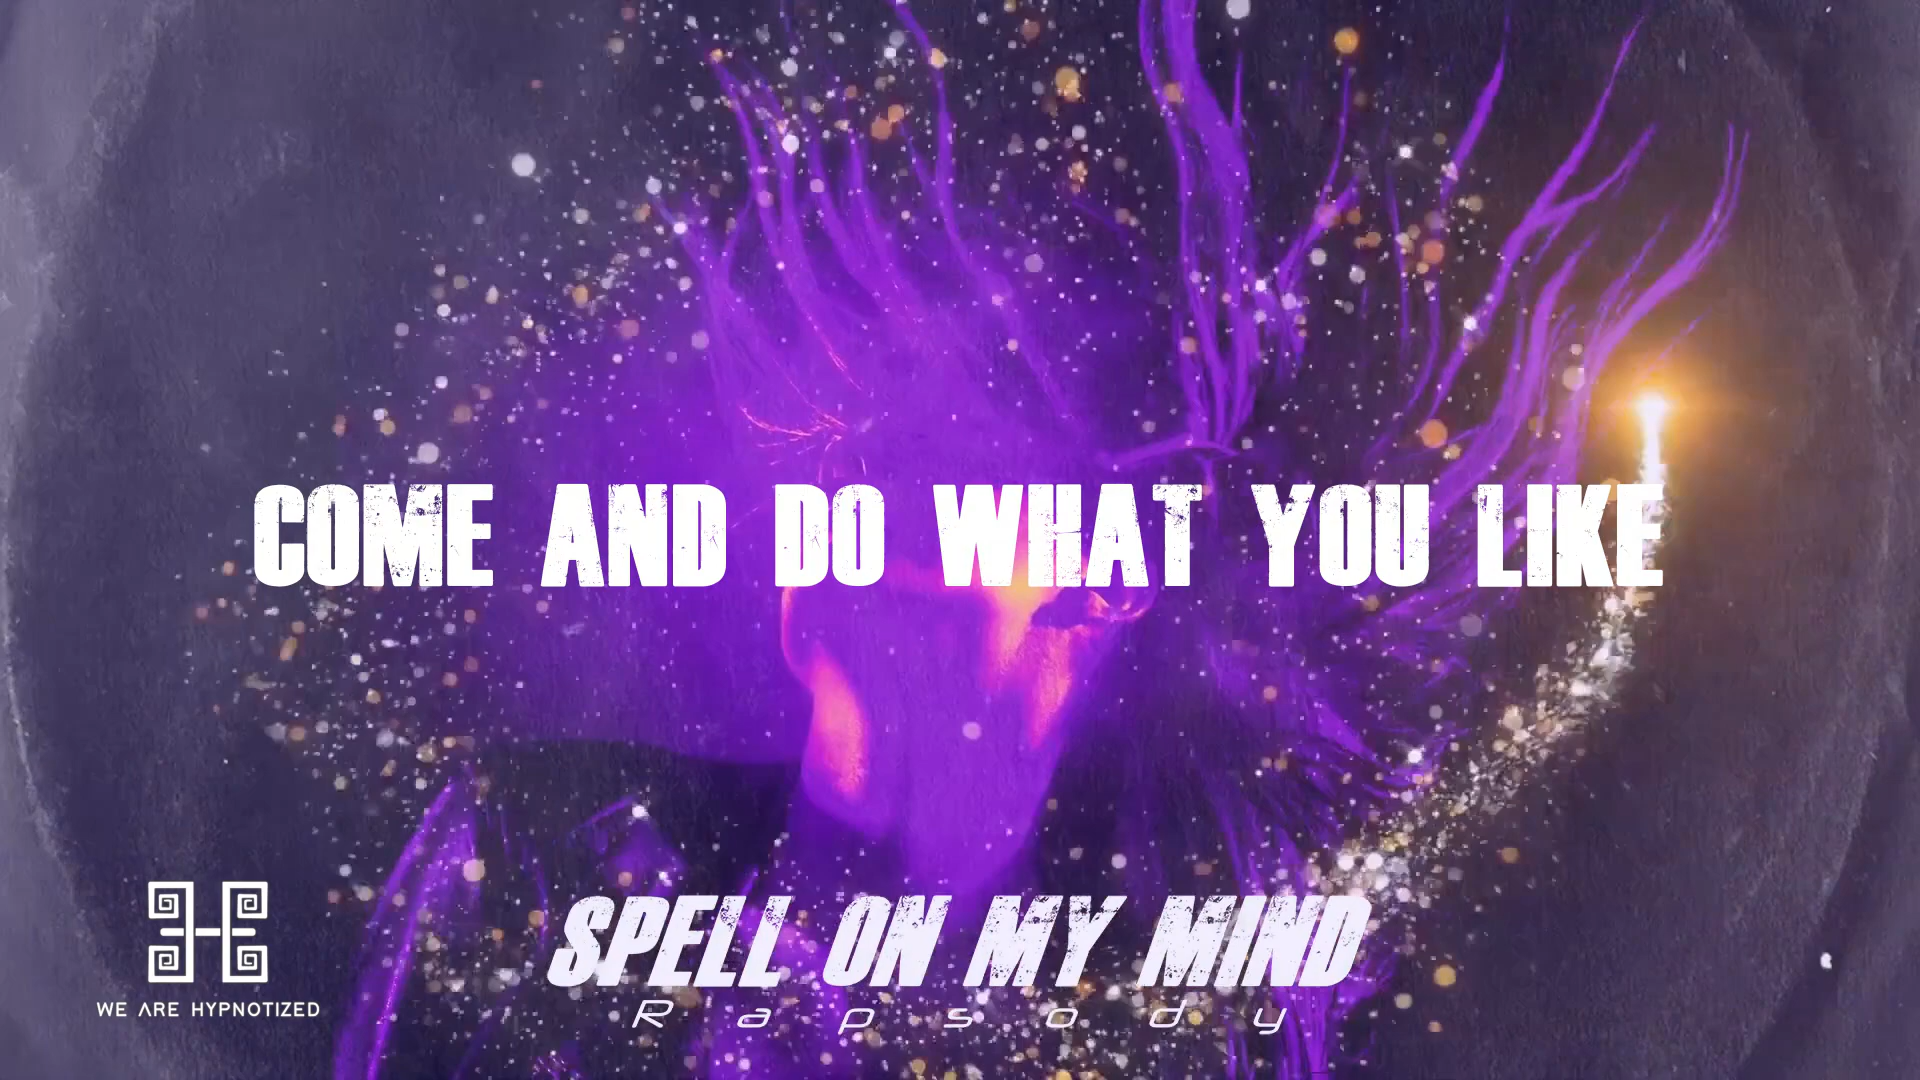 COME AND DO WHAT YOU LIKE
SPELL ON MY MIND
Rapsody
WE ARE HYPNOTIZED